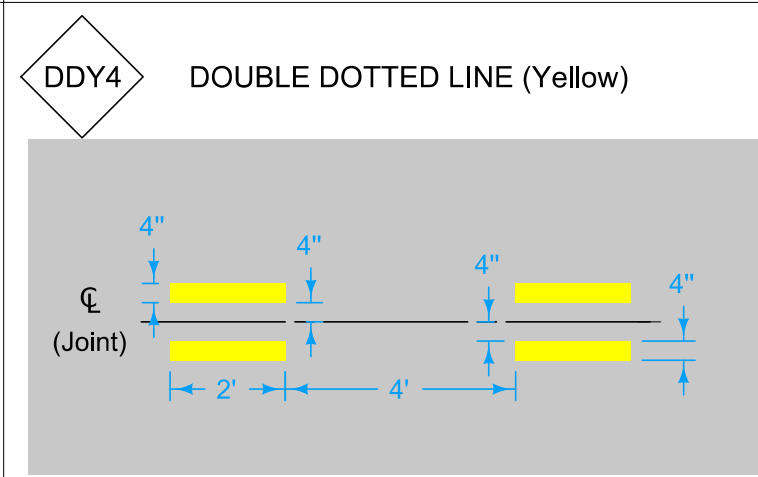 DDY4
DOUBLE DOTTED LINE (Yellow)
4"
4"
4"
4"
℄
(Joint)
2'
4'